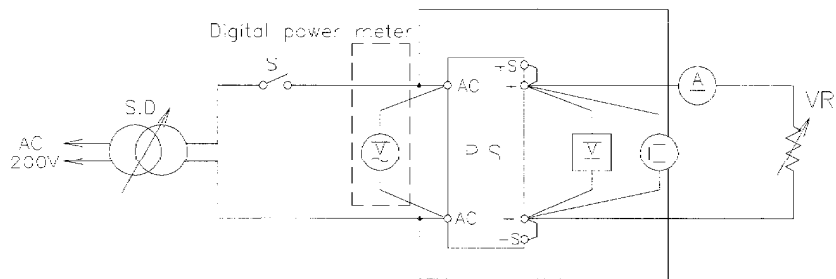 Digital power meter
S
S.D
AC
200V
AC
AC
V
P.S
+S
+
-
-S
V
A
VR